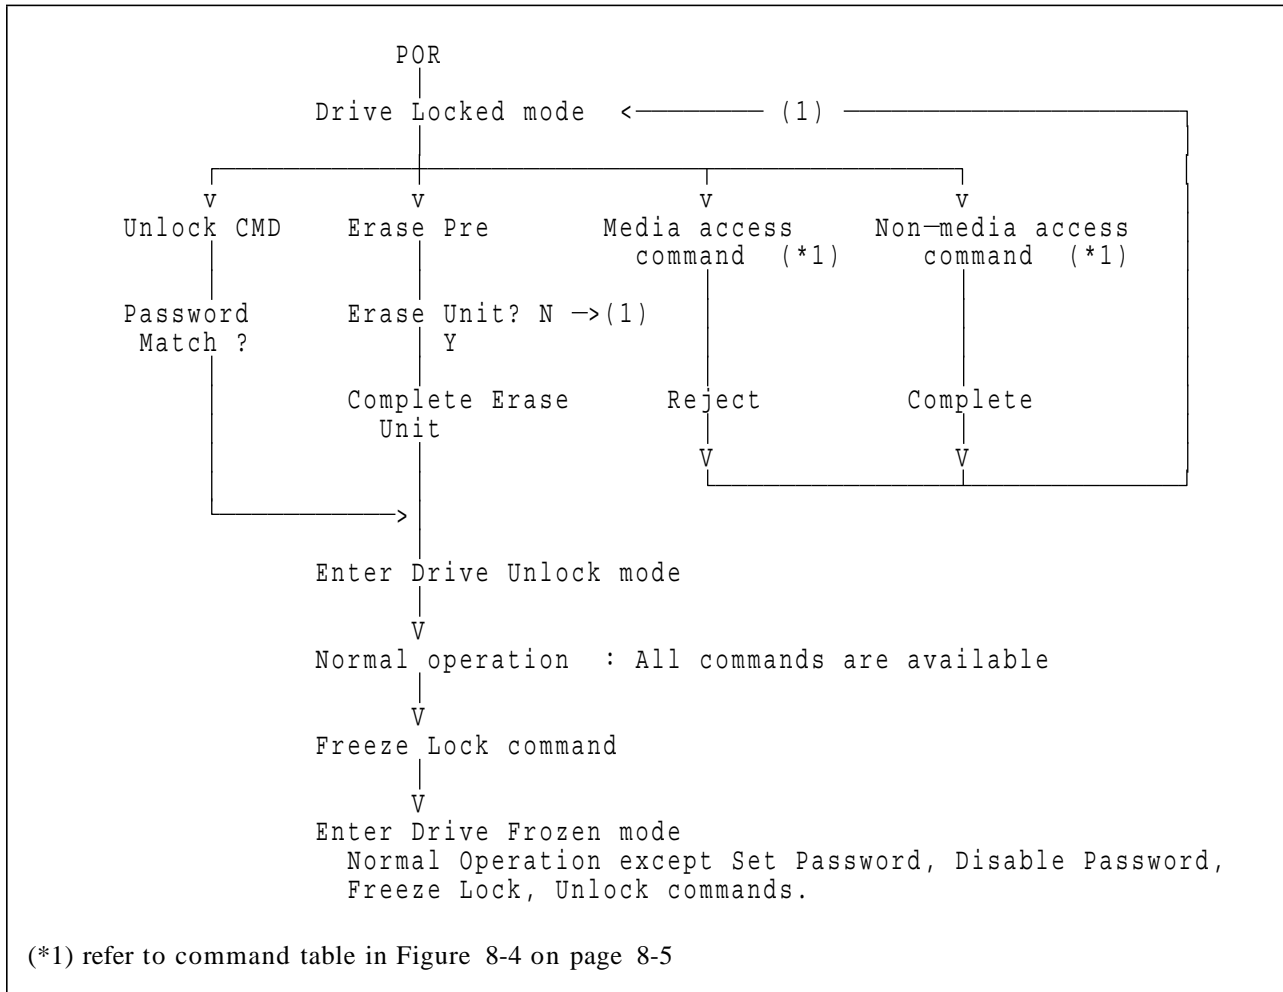 POR
Drive Locked mode <———————— (1)
V V V V
Unlock CMD Erase Pre Media access Non—media access
command (*1) command (*1)
Password Erase Unit? N —>(1)
Match ? Y
Complete Erase Reject Complete
Unit
V V
>
Enter Drive Unlock mode
V
Normal operation : All commands are available
V
Freeze Lock command
V
Enter Drive Frozen mode
Normal Operation except Set Password, Disable Password,
Freeze Lock, Unlock commands.
(*1) refer to command table in Figure 8-4 on page 8-5